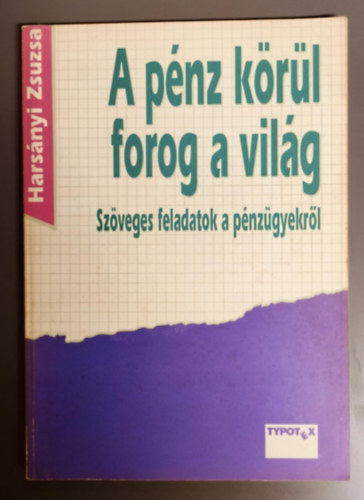 Harsányi Zsuzsa
A pénz körül
forog a világ
Szöveges feladatok a pénzügyekről
TYPOTEX